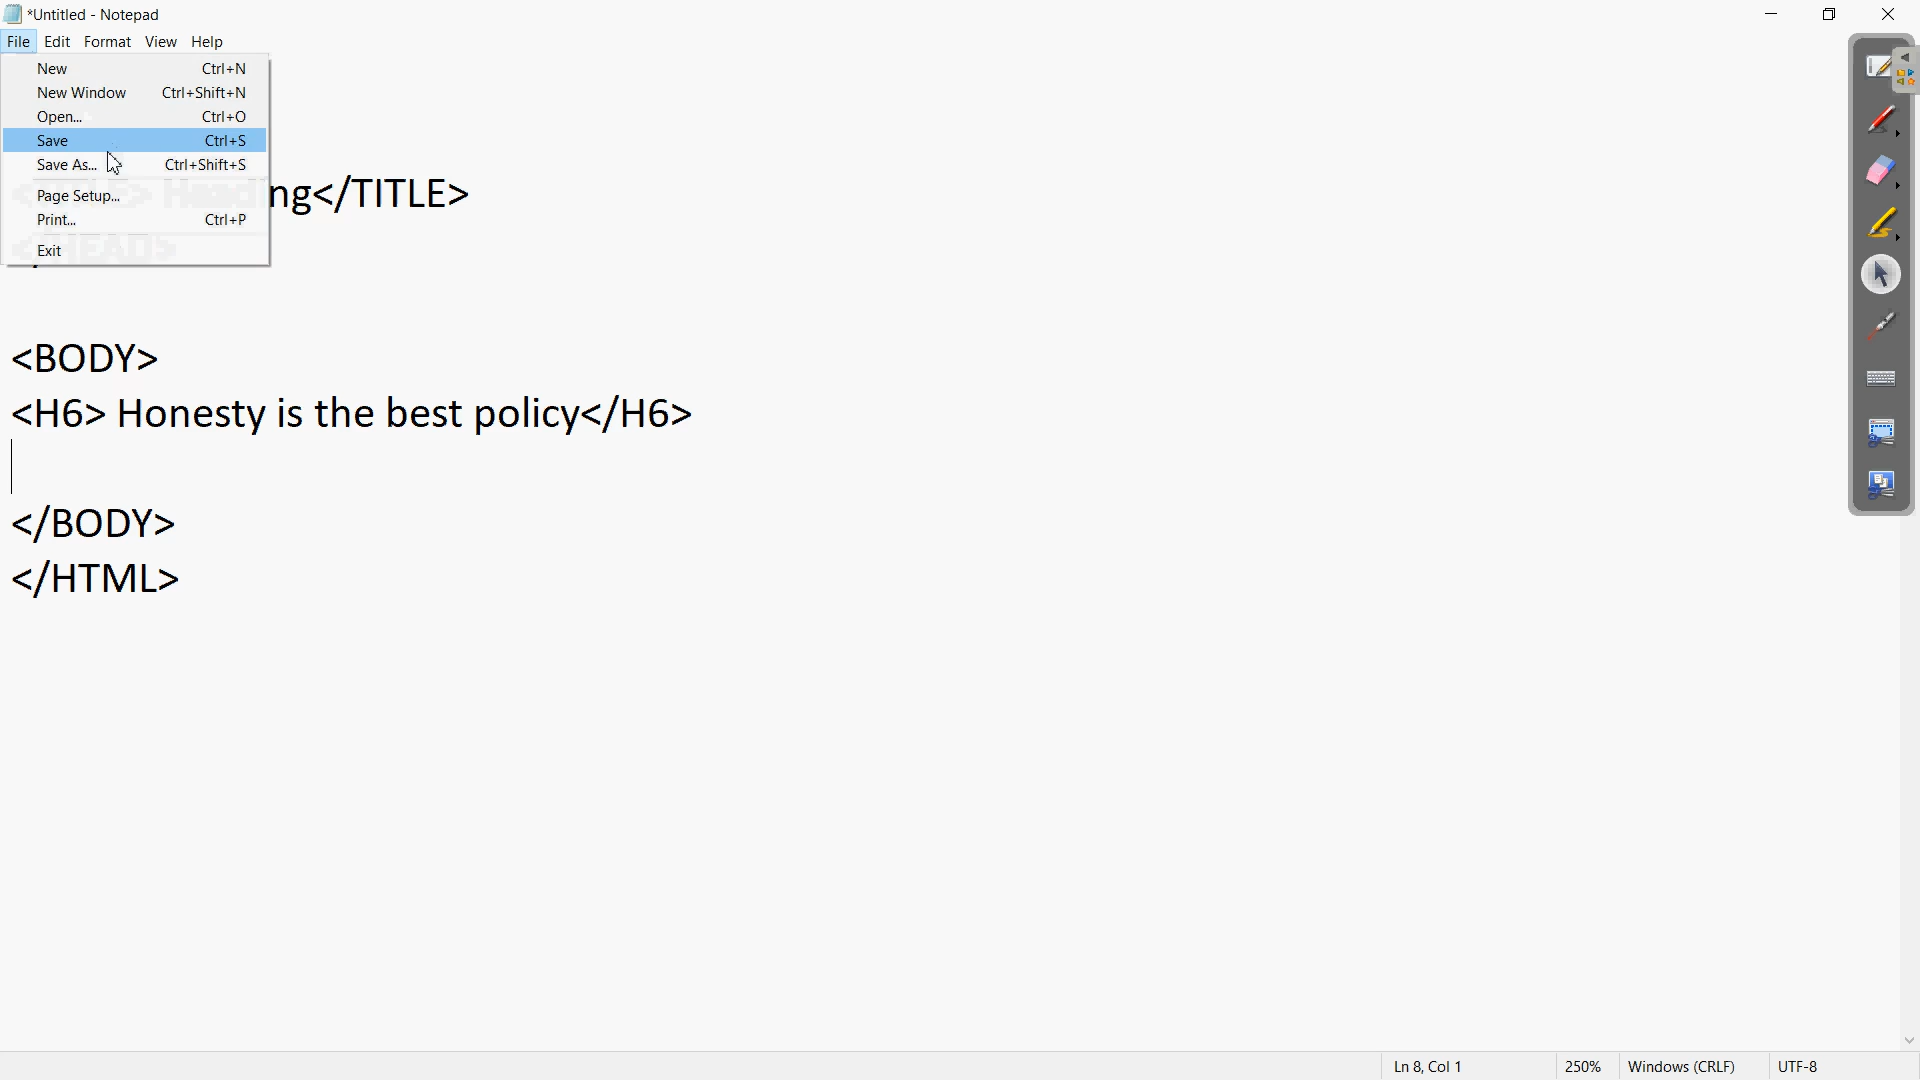 *Untitled - Notepad
File Edit Format View Help
New Ctrl+N
New Window Ctrl+Shift+N
Open... Ctrl+O
Save Ctrl+S
Save As... Ctrl+Shift+S
ng</TITLE>
Page Setup...
Print... Ctrl+P
Exit
<BODY>
<H6> Honesty is the best policy</H6>
</BODY>
</HTML>
Ln 8, Col 1 250% Windows (CRLF) UTF-8